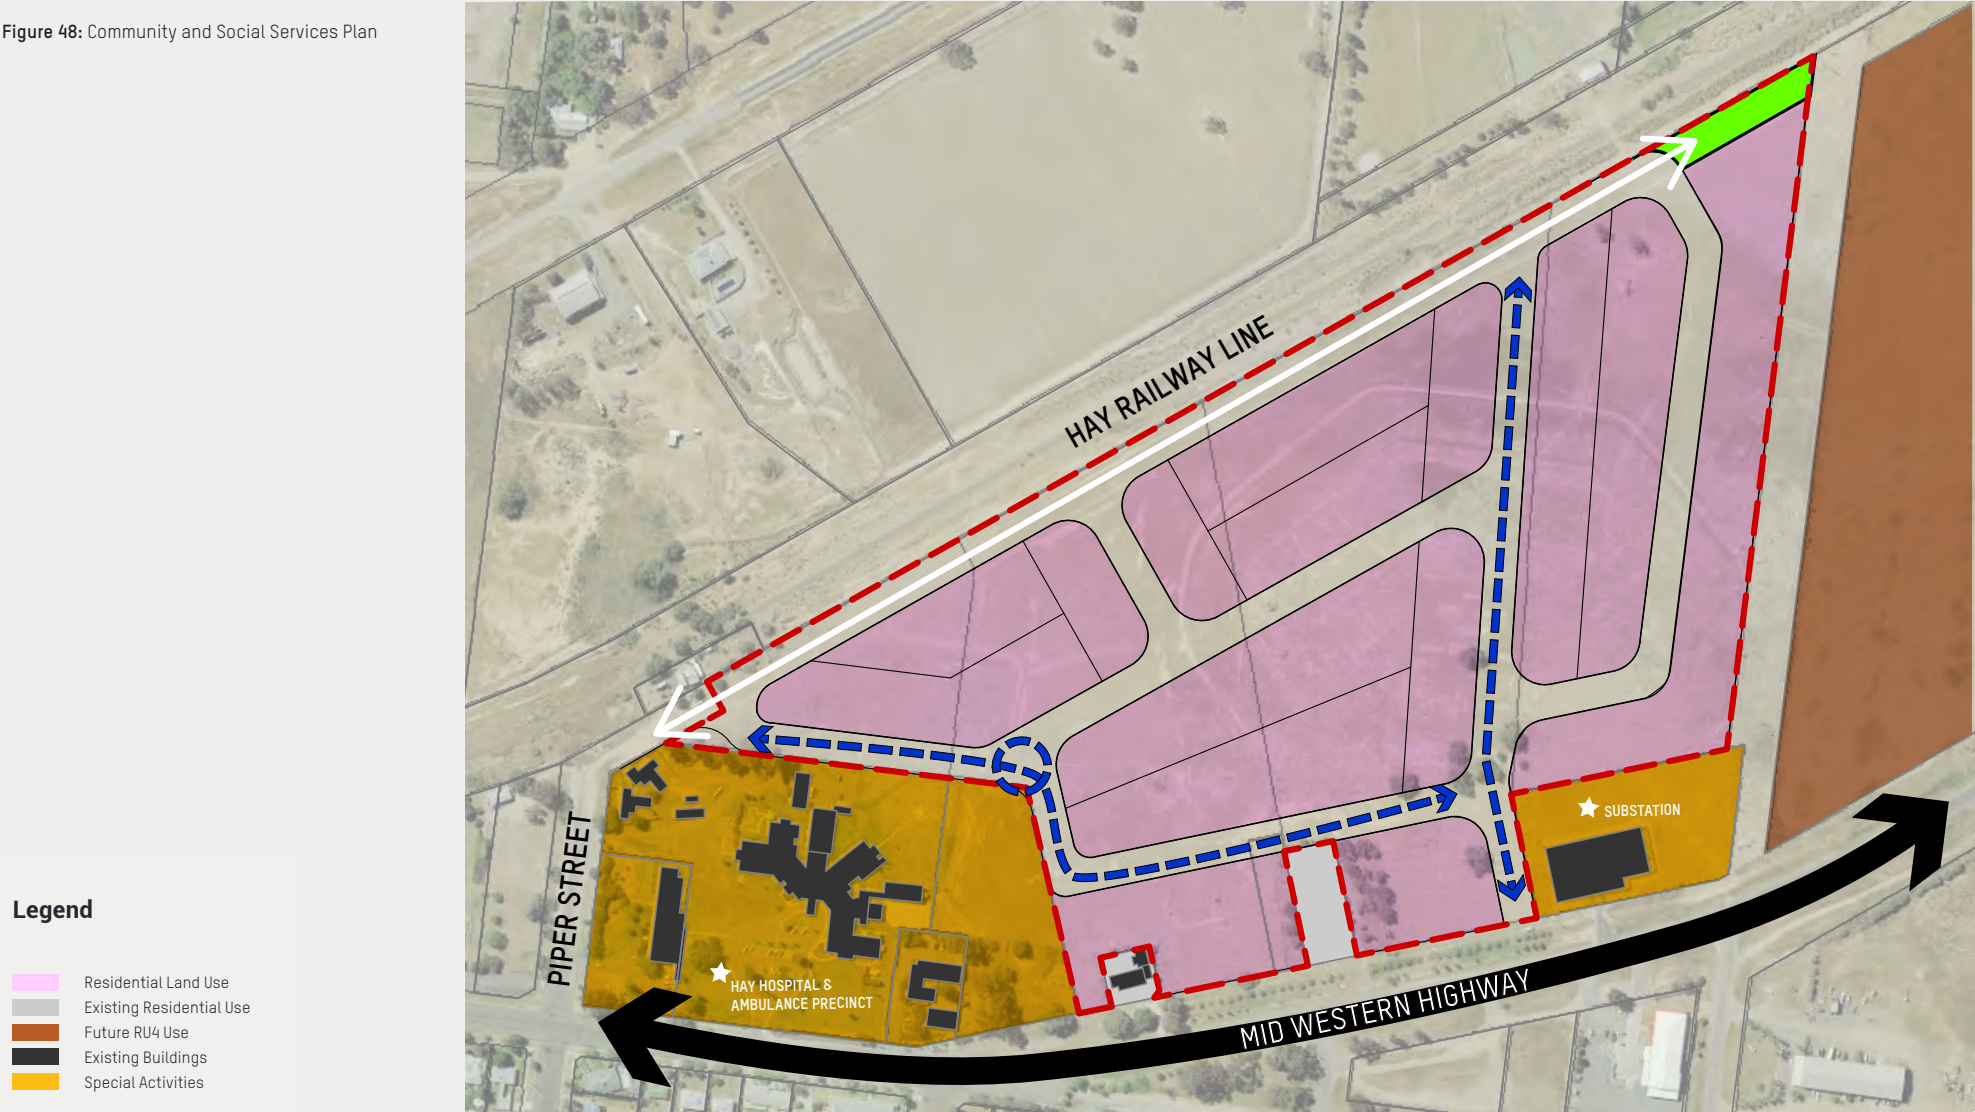 Figure 48: Community and Social Services Plan
HAY RAILWAY LINE
PIPER STREET
SUBSTATION
HAY HOSPITAL &
AMBULANCE PRECINCT
MID WESTERN HIGHWAY
Legend
Residential Land Use
Existing Residential Use
Future RU4 Use
Existing Buildings
Special Activities